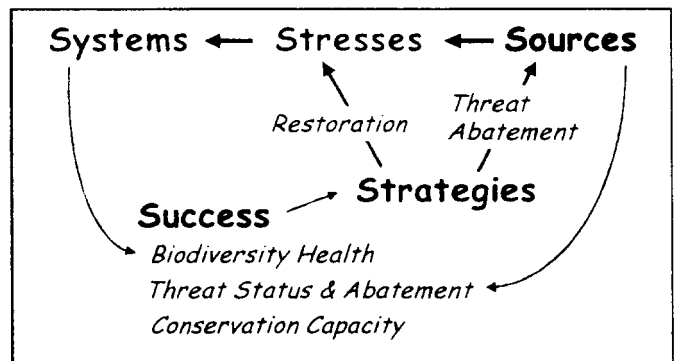 Systems Stresses Sources
Restoration
Threat
Abatement
Strategies
Success
Biodiversity Health
Threat Status & Abatement
Conservation Capacity